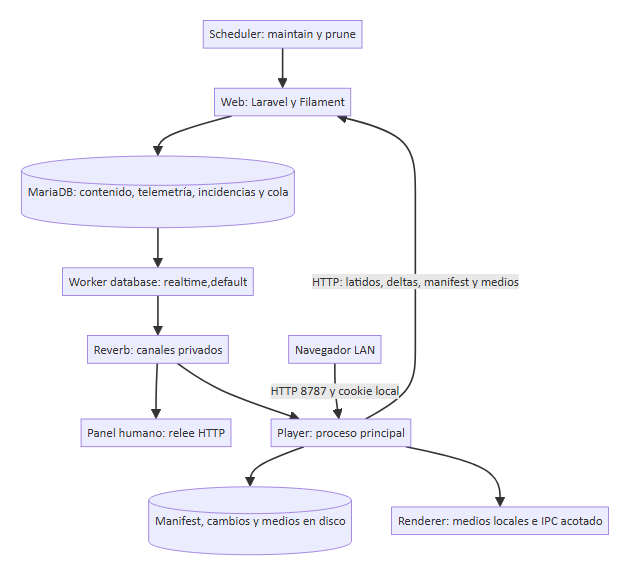 Scheduler: maintain y prune
Web: Laravel y Filament
MariaDB: contenido, telemetría, incidencias y cola
Worker database: realtime,default
HTTP: latidos, deltas, manifest y medios
Reverb: canales privados
Navegador LAN
HTTP 8787 y cookie local
Panel humano: relee HTTP
Player: proceso principal
Manifest, cambios y medios en disco
Renderer: medios locales e IPC acotado